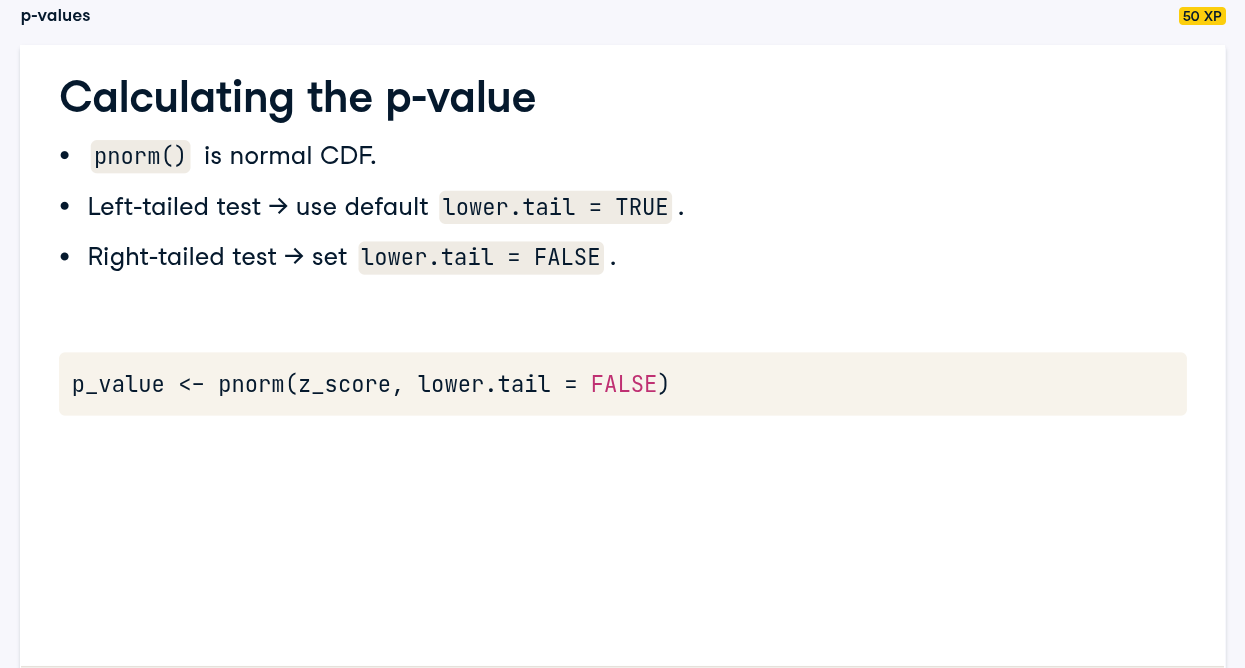 p-values
50 XP
Calculating the p-value
• pnorm() is normal CDF.
• Left-tailed test → use default lower.tail = TRUE .
• Right-tailed test → set lower.tail = FALSE .
p_value <- pnorm(z_score, lower.tail = FALSE)